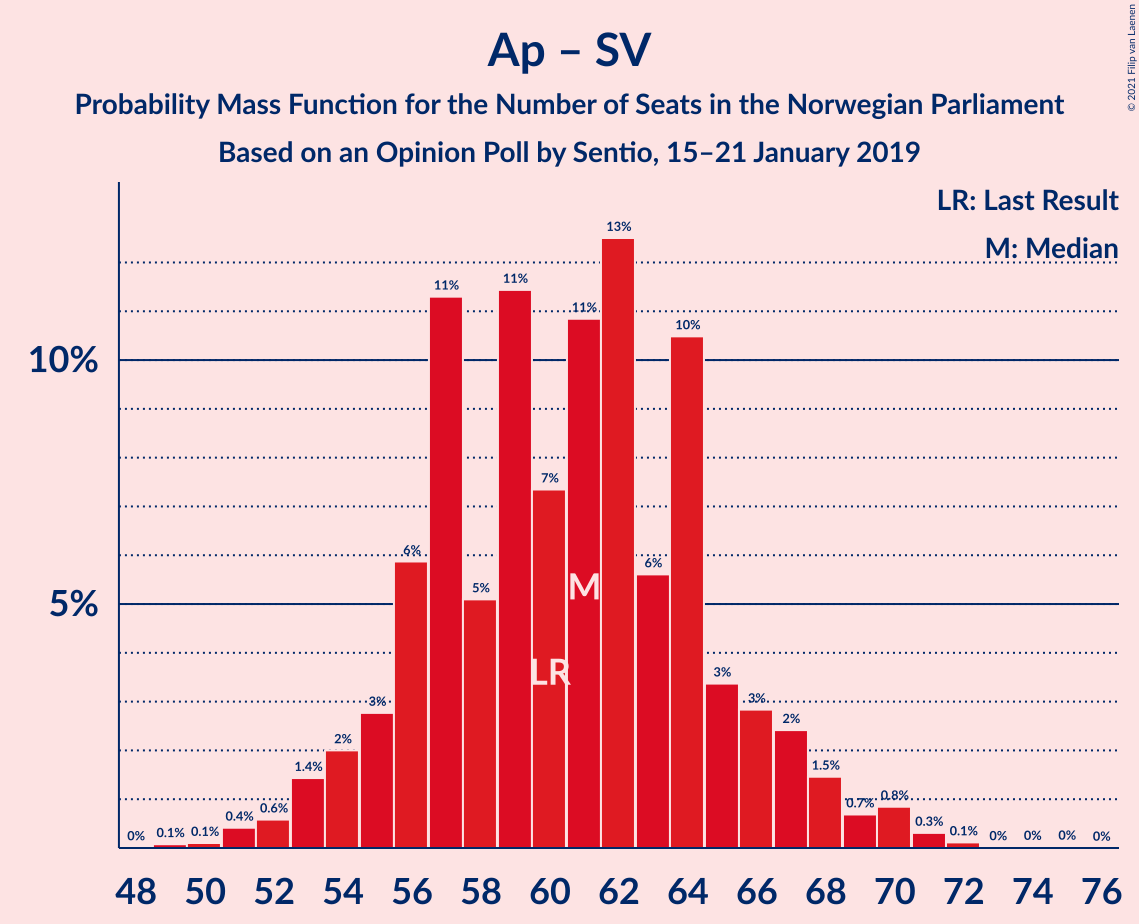 © 2021 Filip van Laenen
Ap – SV
Probability Mass Function for the Number of Seats in the Norwegian Parliament
Based on an Opinion Poll by Sentio, 15–21 January 2019
LR: Last Result
M: Median
10%
5%
0% 0.1% 0.1% 0.4% 0.6% 1.4% 2% 3% 6% 11% 5% 11% 7% 11% 13% 6% 10% 3% 3% 2% 1.5% 0.7% 0.8% 0.3% 0.1% 0% 0% 0% 0%
M
LR
48 50 52 54 56 58 60 62 64 66 68 70 72 74 76